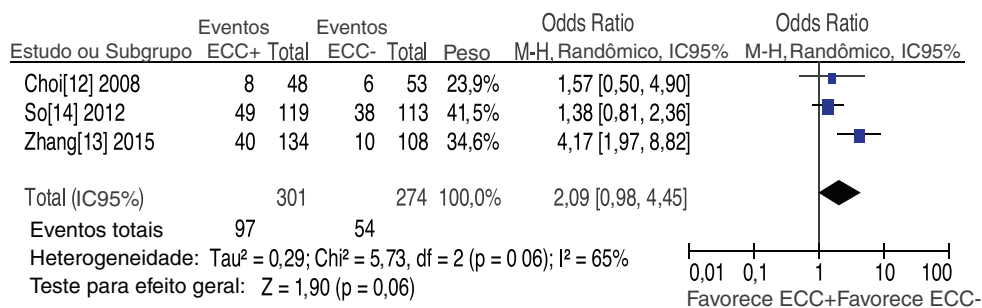 Eventos Eventos Odds Ratio Odds Ratio
Estudo ou Subgrupo ECC+ Total ECC- Total Peso M-H, Randômico, IC95% M-H, Randômico, IC95%
Choi[12] 2008 8 48 6 53 23,9% 1,57 [0,50, 4,90]
So[14] 2012 49 119 38 113 41,5% 1,38 [0,81, 2,36]
Zhang[13] 2015 40 134 10 108 34,6% 4,17 [1,97, 8,82]
Total (IC95%) 301 274 100,0% 2,09 [0,98, 4,45]
Eventos totais 97 54
Heterogeneidade: Tau² = 0,29; Chi² = 5,73, df = 2 (p = 0 06); I² = 65%
Teste para efeito geral: Z = 1,90 (p = 0,06)
0,01 0,1 1 10 100
Favorece ECC+Favorece ECC-